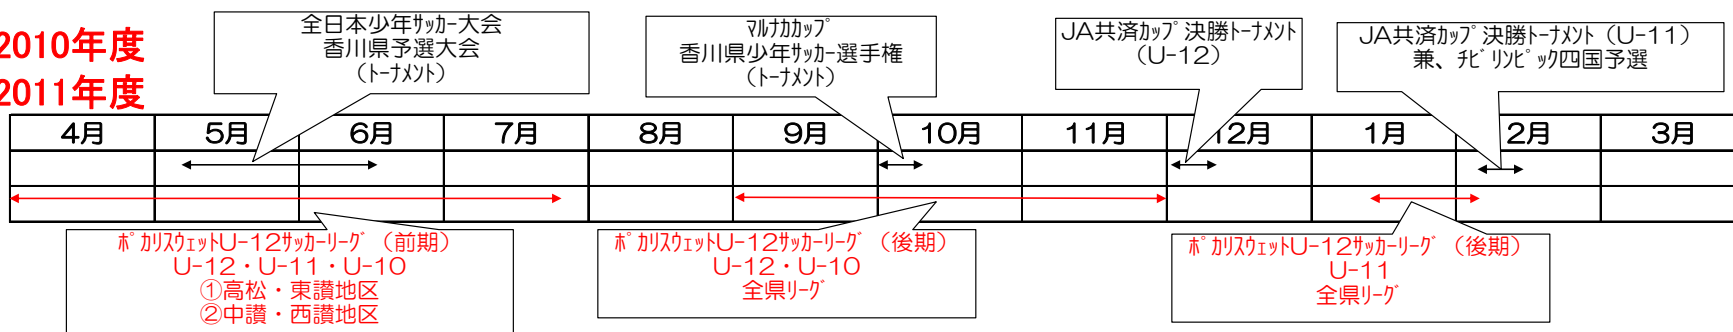 2010年度
2011年度
全日本少年ｻｯｶｰ大会
香川県予選大会
（ﾄｰﾅﾒﾝﾄ）
ﾏﾙﾅｶｶｯﾌﾟ
香川県少年ｻｯｶｰ選手権
（ﾄｰﾅﾒﾝﾄ）
JA共済ｶｯﾌﾟ決勝ﾄｰﾅﾒﾝﾄ
（U-12）
JA共済ｶｯﾌﾟ決勝ﾄｰﾅﾒﾝﾄ（U-11）
兼、ﾁﾋﾞﾘﾝﾋﾟｯｸ四国予選
4月 5月 6月 7月 8月 9月 10月 11月 12月 1月 2月 3月
ﾎﾟｶﾘｽｳｪｯﾄU-12ｻｯｶｰﾘｰｸﾞ（前期）
U-12・U-11・U-10
①高松・東讃地区
②中讃・西讃地区
ﾎﾟｶﾘｽｳｪｯﾄU-12ｻｯｶｰﾘｰｸﾞ（後期）
U-12・U-10
全県ﾘｰｸﾞ
ﾎﾟｶﾘｽｳｪｯﾄU-12ｻｯｶｰﾘｰｸﾞ（後期）
U-11
全県ﾘｰｸﾞ